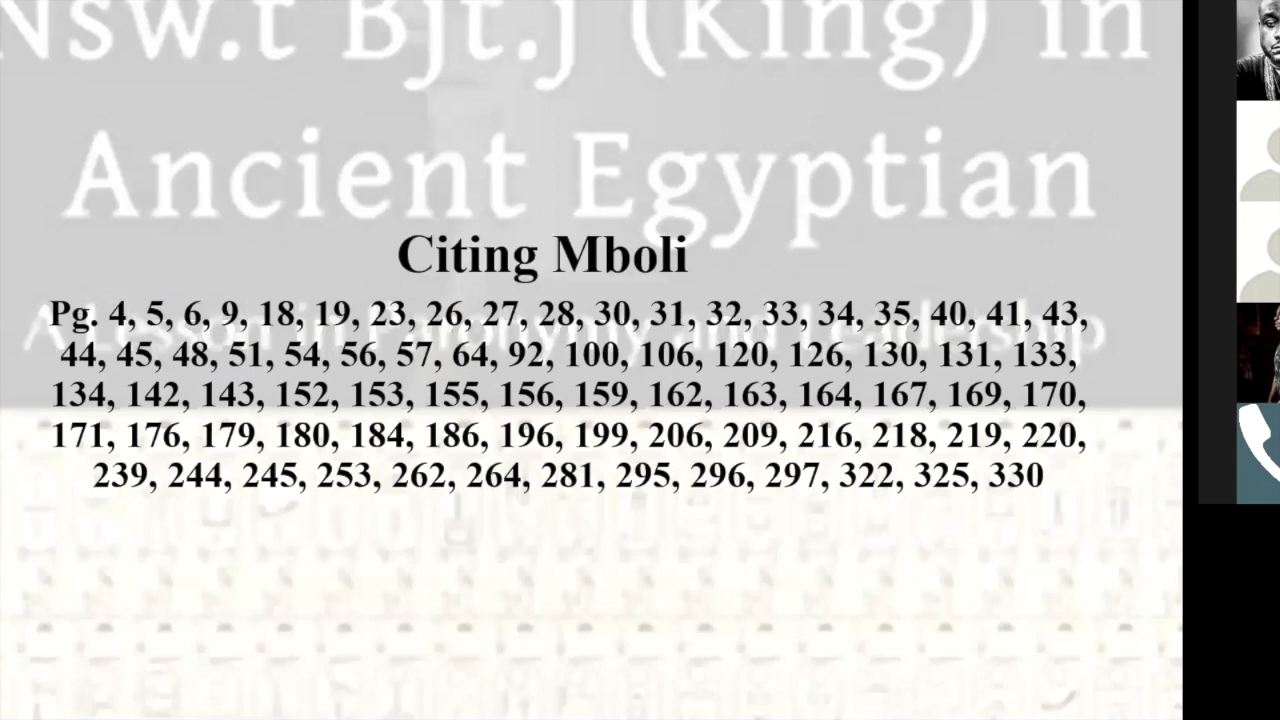 Nsw.t Bjt.j (King) in
Ancient Egyptian
Citing Mboli
Pg. 4, 5, 6, 9, 18, 19, 23, 26, 27, 28, 30, 31, 32, 33, 34, 35, 40, 41, 43,
44, 45, 48, 51, 54, 56, 57, 64, 92, 100, 106, 120, 126, 130, 131, 133,
134, 142, 143, 152, 153, 155, 156, 159, 162, 163, 164, 167, 169, 170,
171, 176, 179, 180, 184, 186, 196, 199, 206, 209, 216, 218, 219, 220,
239, 244, 245, 253, 262, 264, 281, 295, 296, 297, 322, 325, 330